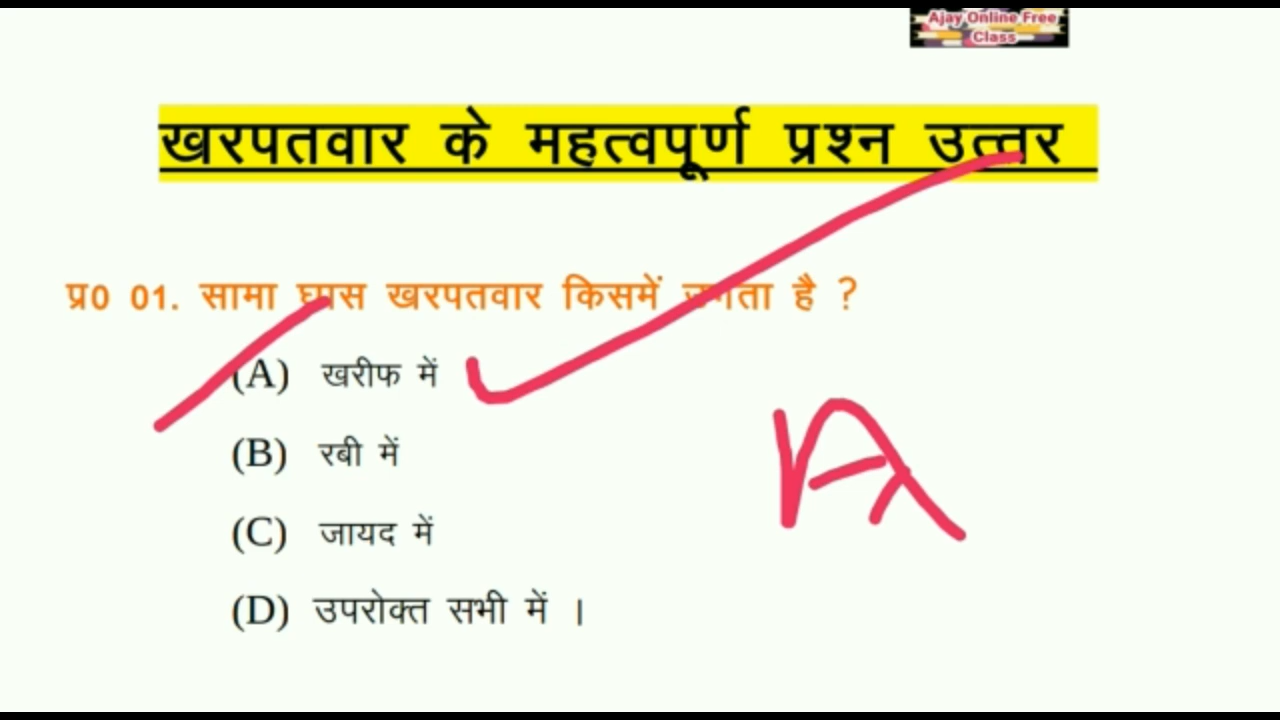 Ajay Online Free
Class
खरपतवार के महत्वपूर्ण प्रश्न उत्तर
प्र0 01. सामा घास खरपतवार किसमें उगता है ?
(A) खरीफ में
(B) रबी में
(C) जायद में
(D) उपरोक्त सभी में ।
A